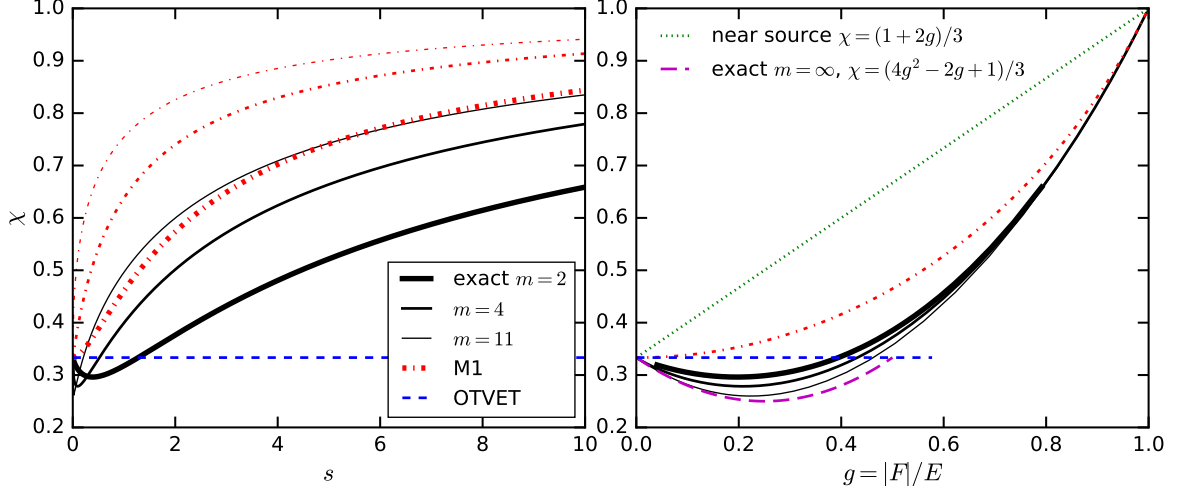 1.0
0.9
0.8
0.7
0.6
0.5
0.4
0.3
0.2
χ
0 2 4 6 8 10
s
exact m = 2
m = 4
m = 11
M1
OTVET
1.0
0.9
0.8
0.7
0.6
0.5
0.4
0.3
0.2
near source χ = (1 + 2g)/3
exact m = ∞, χ = (4g² − 2g + 1)/3
0.0 0.2 0.4 0.6 0.8 1.0
g = |F|/E